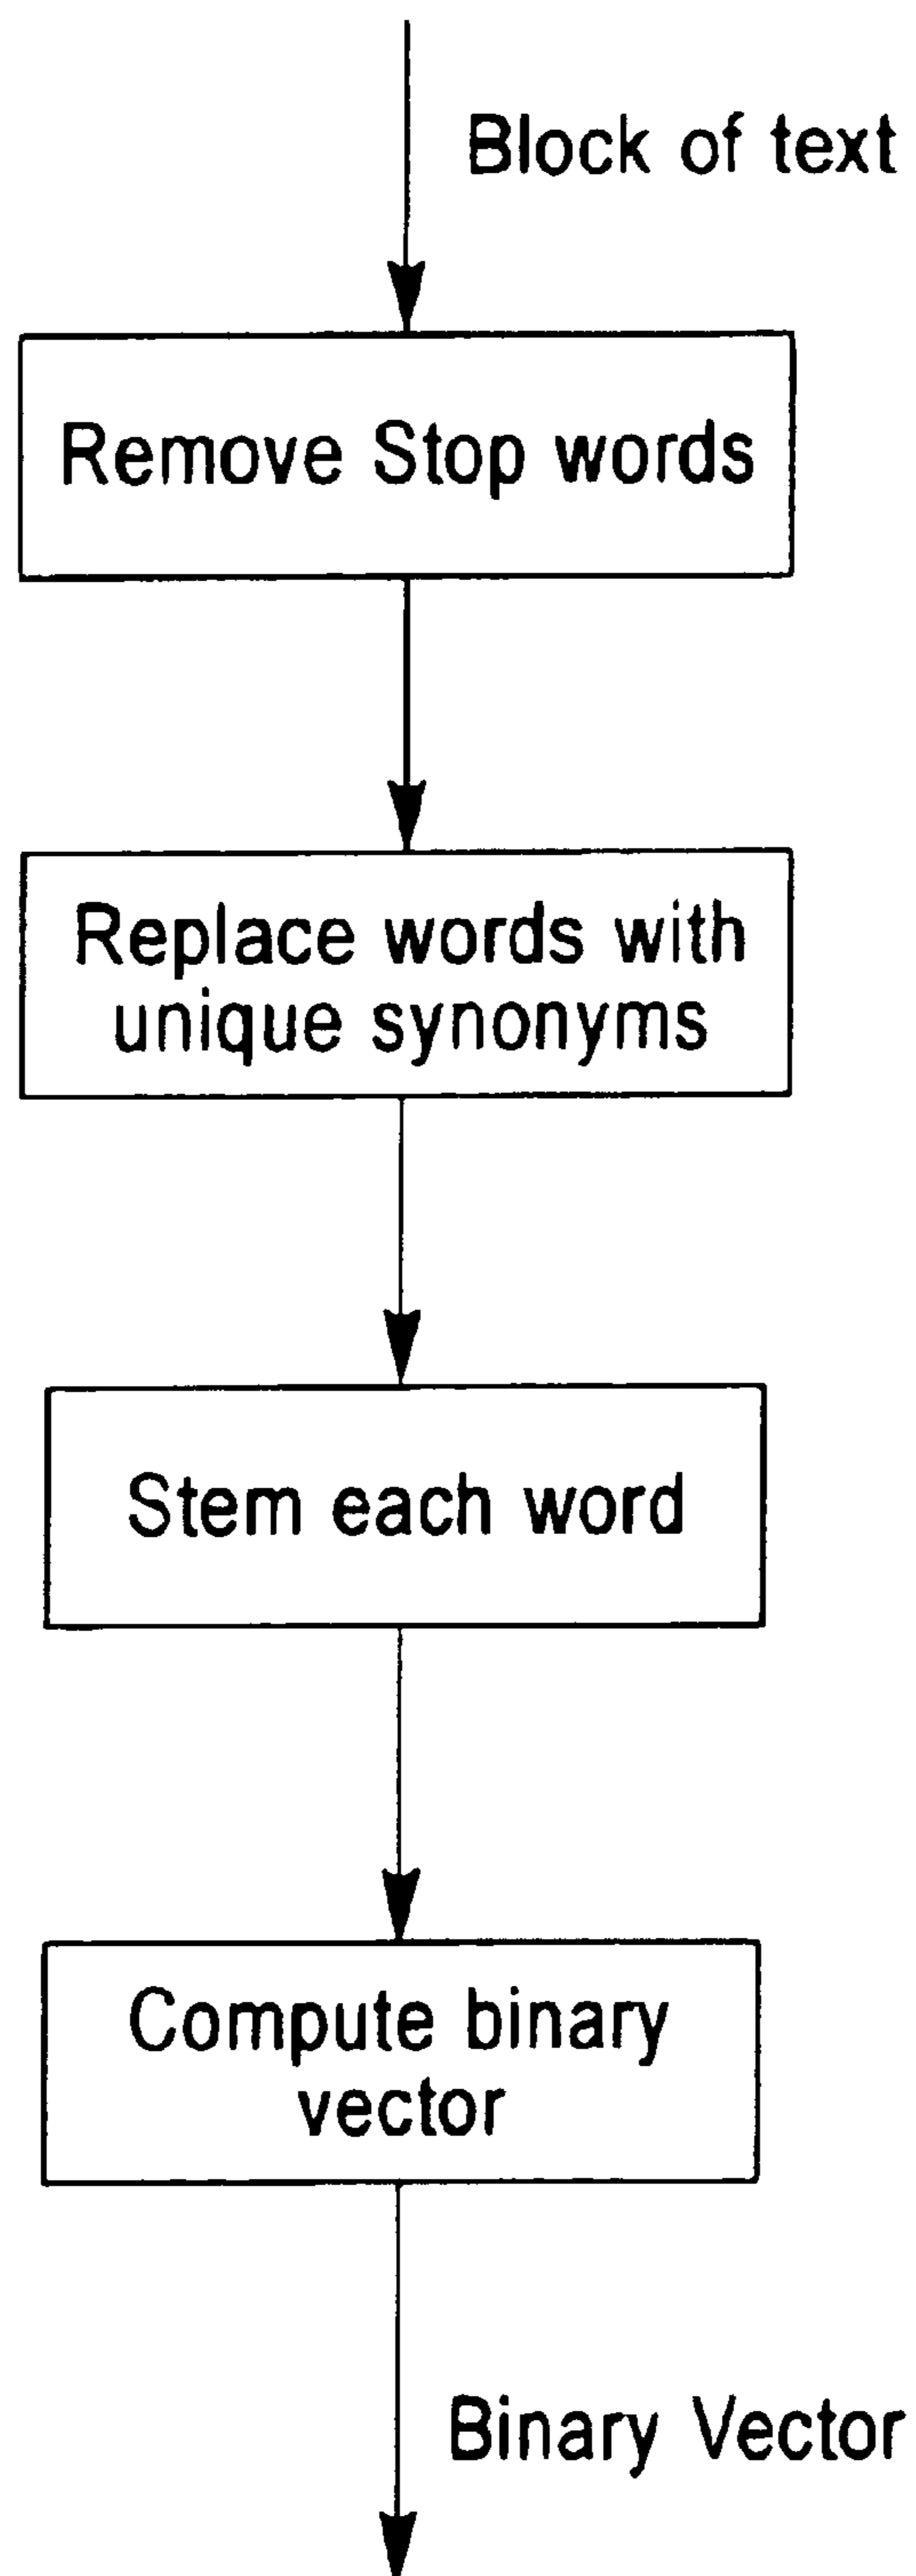 Block of text
Remove Stop words
Replace words with
unique synonyms
Stem each word
Compute binary
vector
Binary Vector